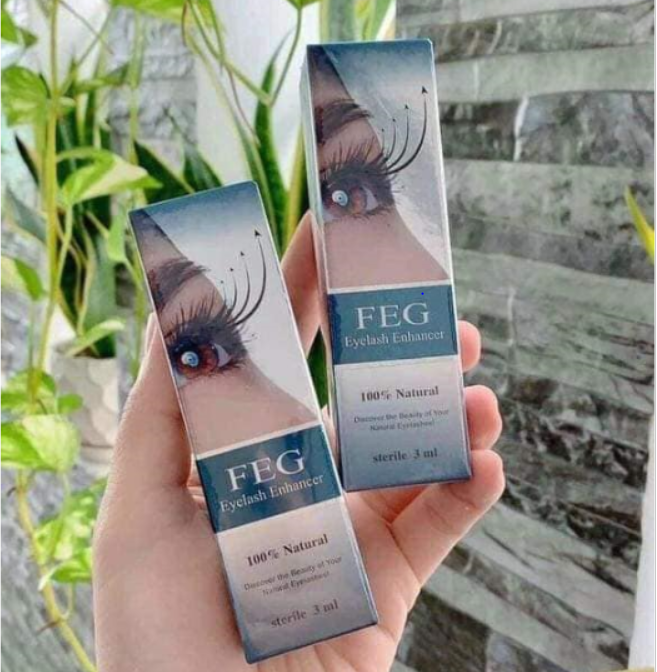 FEG
Eyelash Enhancer
100% Natural
Discover the Beauty of Your
Natural Eyelashes!
sterile 3 ml
FEG
Eyelash Enhancer
100% Natural
Discover the Beauty of Your
Natural Eyelashes!
sterile 3 ml